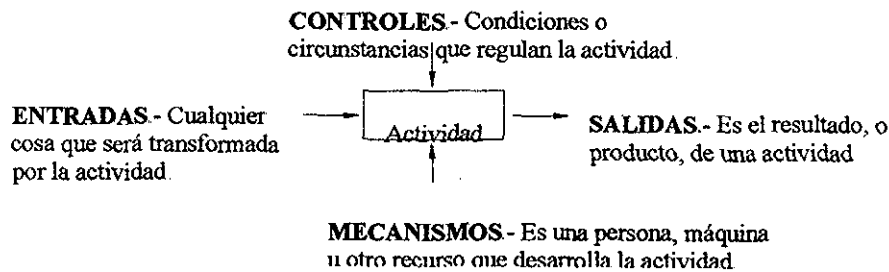 CONTROLES.- Condiciones o
circunstancias que regulan la actividad.
ENTRADAS.- Cualquier
cosa que será transformada
por la actividad.
Actividad
SALIDAS.- Es el resultado, o
producto, de una actividad
MECANISMOS.- Es una persona, máquina
u otro recurso que desarrolla la actividad